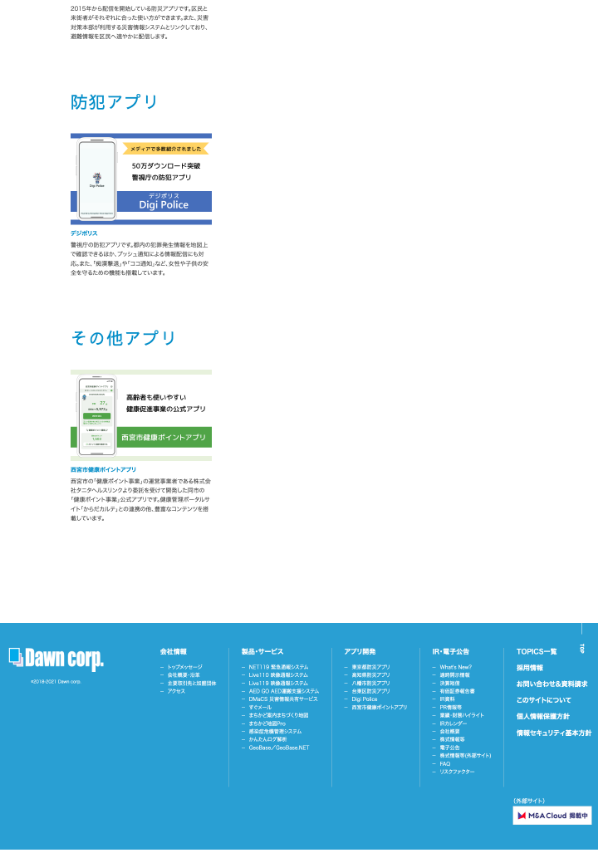 2015年から配信を開始している防災アプリです。区民と
来街者がそれぞれに合った使い方ができます。また、災害
対策本部が利用する災害情報システムとリンクしており、
避難情報を区民へ速やかに配信します。
防犯アプリ
メディアで多数紹介されました
50万ダウンロード突破
警視庁の防犯アプリ
デジポリス
Digi Police
Digi Police
デジポリス
警視庁の防犯アプリです。都内の犯罪発生情報を地図上
で確認できるほか、プッシュ通知による情報配信にも対
応。また、「痴漢撃退」や「ココ通知」など、女性や子供の安
全を守るための機能も搭載しています。
その他アプリ
高齢者も使いやすい
健康促進事業の公式アプリ
西宮市健康ポイントアプリ
西宮市健康ポイントアプリ
西宮市の「健康ポイント事業」の運営事業者である株式会
社タニタヘルスリンクより委託を受けて開発した同市の
「健康ポイント事業」公式アプリです。健康管理ポータルサ
イト「からだカルテ」との連携の他、豊富なコンテンツを搭
載しています。
Dawn corp.
©2019-2021 Dawn corp.
会社情報
― トップメッセージ
― 会社概要・沿革
― 企業取引先と加盟団体
― アクセス
製品・サービス
― NET119 緊急通報システム
― Live110 映像通報システム
― Live119 映像通報システム
― AED GO AED運搬支援システム
― DMaCS 災害情報共有サービス
― すぐメール
― まちかど案内まちづくり地図
― まちかど地図Pro
― 感染症危機管理システム
― かんたんログ解析
― GeoBase／GeoBase.NET
アプリ開発
― 東京都防災アプリ
― 高知県防災アプリ
― 八幡市防災アプリ
― 台東区防災アプリ
― Digi Police
― 西宮市健康ポイントアプリ
IR・電子公告
― What's New?
― 適時開示情報
― 決算短信
― 有価証券報告書
― IR資料
― PR情報等
― 業績・財務ハイライト
― IRカレンダー
― 会社概要
― 株式情報等
― 電子公告
― 株式情報等(外部サイト)
― FAQ
― リスクファクター
TOPICS一覧
採用情報
お問い合わせ＆資料請求
このサイトについて
個人情報保護方針
情報セキュリティ基本方針
TOP
（外部サイト）
M&A Cloud 掲載中